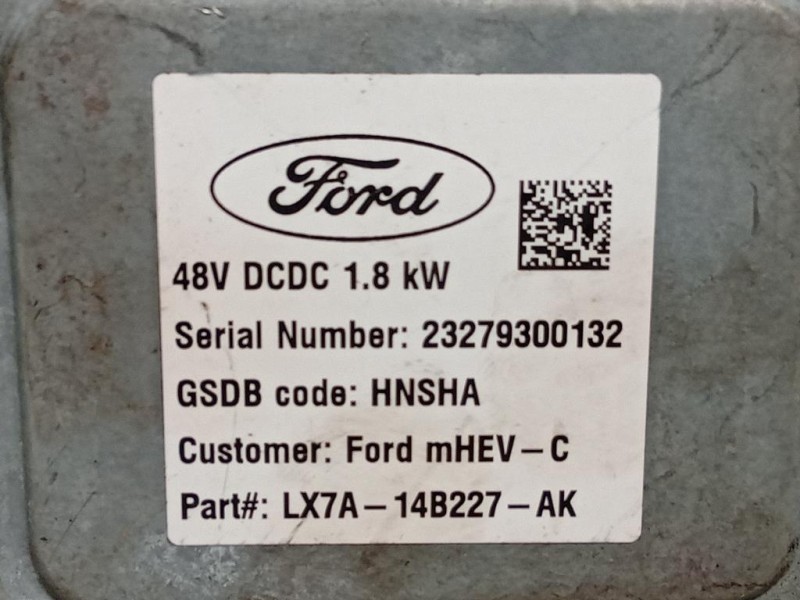 Ford
48V DCDC 1.8 kW
Serial Number: 23279300132
GSDB code: HNSHA
Customer: Ford mHEV-C
Part#: LX7A-14B227-AK